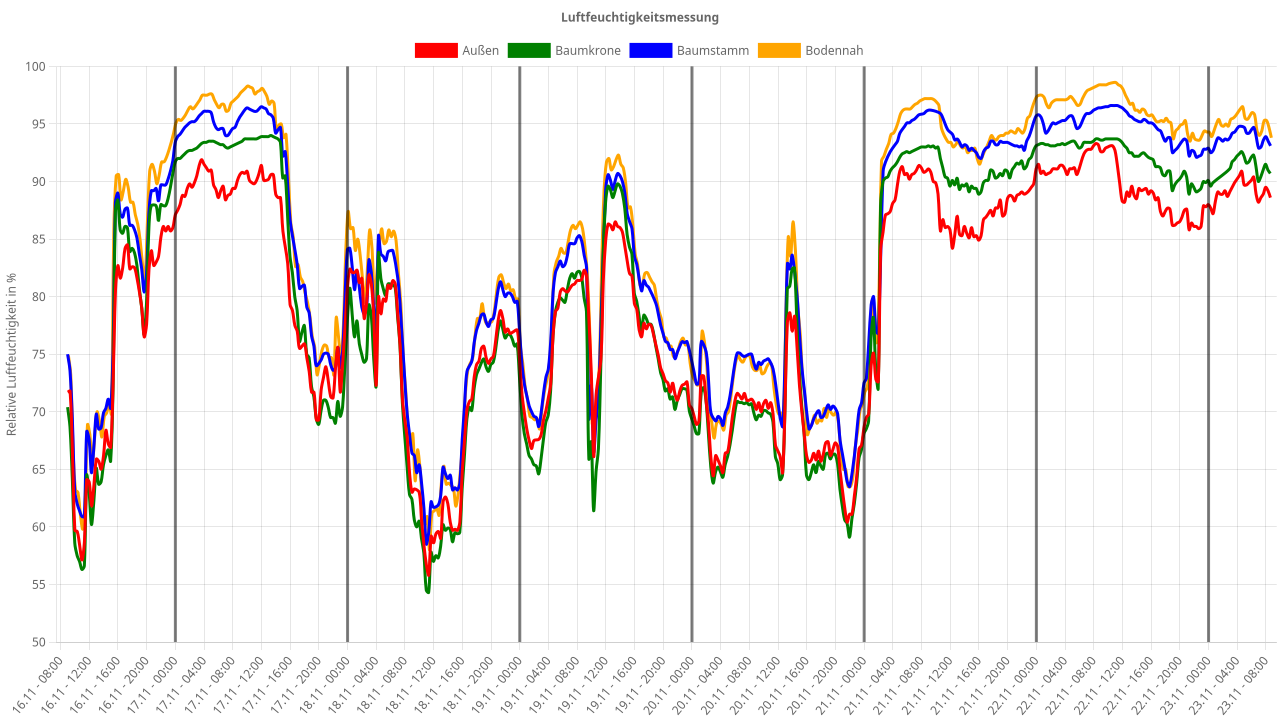 Luftfeuchtigkeitsmessung
Außen Baumkrone Baumstamm Bodennah
Relative Luftfeuchtigkeit in %
100
95
90
85
80
75
70
65
60
55
50
16.11 - 08:00
16.11 - 12:00
16.11 - 16:00
16.11 - 20:00
17.11 - 00:00
17.11 - 04:00
17.11 - 08:00
17.11 - 12:00
17.11 - 16:00
17.11 - 20:00
18.11 - 00:00
18.11 - 04:00
18.11 - 08:00
18.11 - 12:00
18.11 - 16:00
18.11 - 20:00
19.11 - 00:00
19.11 - 04:00
19.11 - 08:00
19.11 - 12:00
19.11 - 16:00
19.11 - 20:00
20.11 - 00:00
20.11 - 04:00
20.11 - 08:00
20.11 - 12:00
20.11 - 16:00
20.11 - 20:00
21.11 - 00:00
21.11 - 04:00
21.11 - 08:00
21.11 - 12:00
21.11 - 16:00
21.11 - 20:00
22.11 - 00:00
22.11 - 04:00
22.11 - 08:00
22.11 - 12:00
22.11 - 16:00
22.11 - 20:00
23.11 - 00:00
23.11 - 04:00
23.11 - 08:00